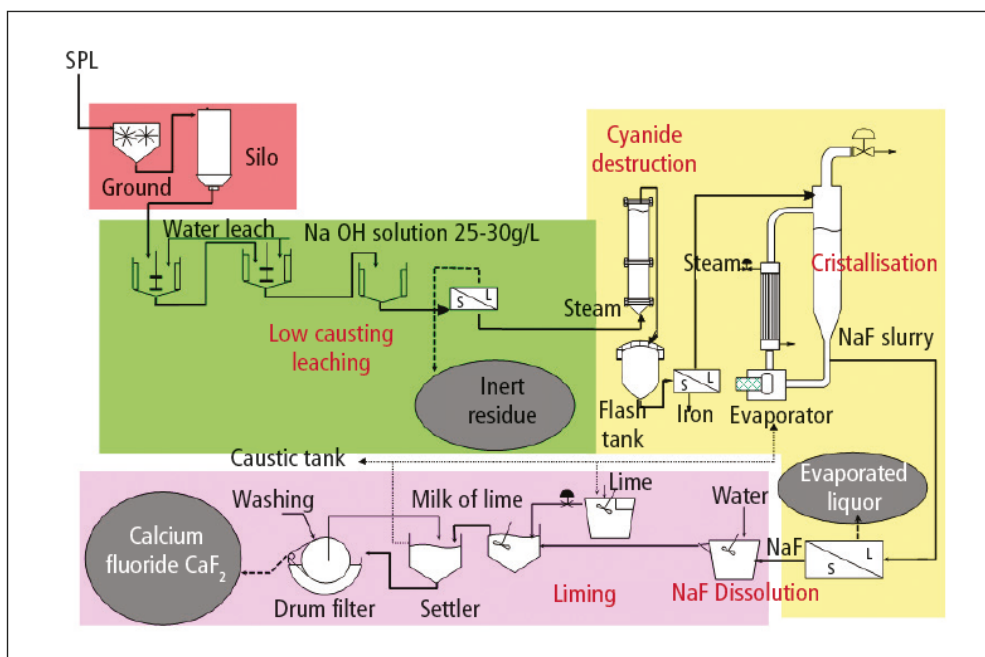 SPL
Ground
Silo
Water leach
Na OH solution 25-30g/L
Low causting
leaching
S L
Inert
residue
Cyanide
destruction
Steam
Flash
tank
S L
Iron
Steam
Cristallisation
NaF slurry
Evaporator
Caustic tank
Evaporated
liquor
Calcium
fluoride CaF₂
Washing
Drum filter
Milk of lime
Settler
Lime
Liming
Water
NaF Dissolution
NaF
S L